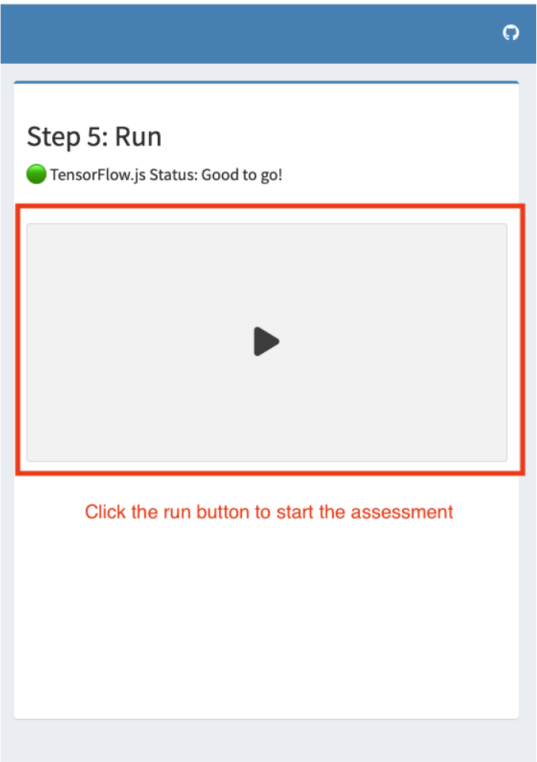 Step 5: Run
TensorFlow.js Status: Good to go!
Click the run button to start the assessment